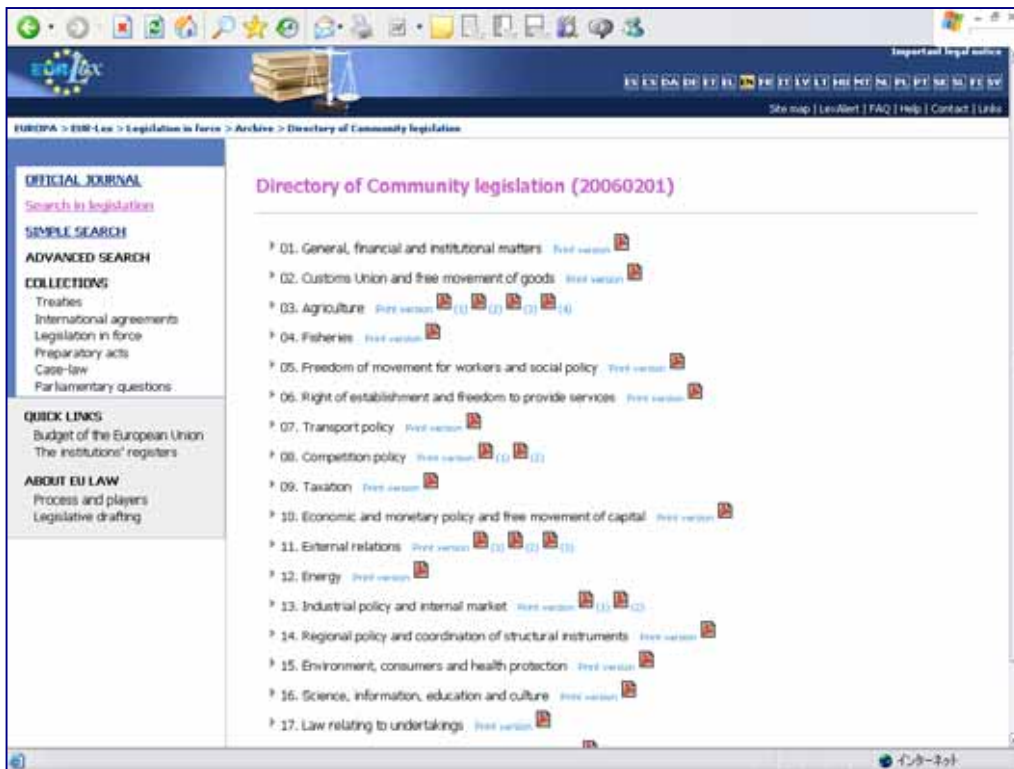 Important legal notice
EUR-Lex
ES CS DA DE ET EL EN FR IT LV LT HU MT NL PL PT SK SL FI SV
Site map | LexAlert | FAQ | Help | Contact | Links
EUROPA > EUR-Lex > Legislation in force > Archive > Directory of Community legislation
OFFICIAL JOURNAL
Search in legislation
SIMPLE SEARCH
ADVANCED SEARCH
COLLECTIONS
Treaties
International agreements
Legislation in force
Preparatory acts
Case-law
Parliamentary questions
QUICK LINKS
Budget of the European Union
The institutions' registers
ABOUT EU LAW
Process and players
Legislative drafting
Directory of Community legislation (20060201)
01. General, financial and institutional matters Print version
02. Customs Union and free movement of goods Print version
03. Agriculture Print version (1) (2) (3) (4)
04. Fisheries Print version
05. Freedom of movement for workers and social policy Print version
06. Right of establishment and freedom to provide services Print version
07. Transport policy Print version
08. Competition policy Print version (1) (2)
09. Taxation Print version
10. Economic and monetary policy and free movement of capital Print version
11. External relations Print version (1) (2) (3)
12. Energy Print version
13. Industrial policy and internal market Print version (1) (2)
14. Regional policy and coordination of structural instruments Print version
15. Environment, consumers and health protection Print version
16. Science, information, education and culture Print version
17. Law relating to undertakings Print version
インターネット